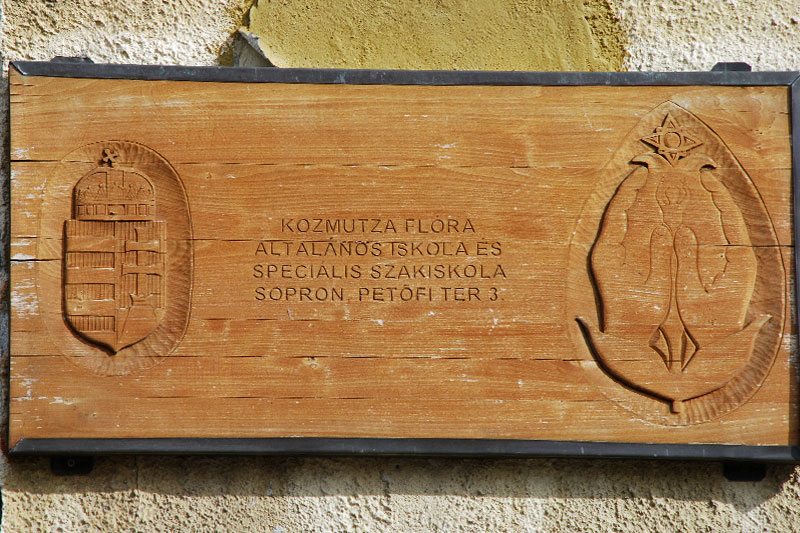 KOZMUTZA FLÓRA
ÁLTALÁNOS ISKOLA ÉS
SPECIÁLIS SZAKISKOLA
SOPRON, PETŐFI TÉR 3.